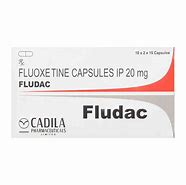 10 x 2 x 15 Capsules
Rx
FLUOXETINE CAPSULES IP 20 mg
FLUDAC
CADILA
PHARMACEUTICALS
LIMITED
Fludac